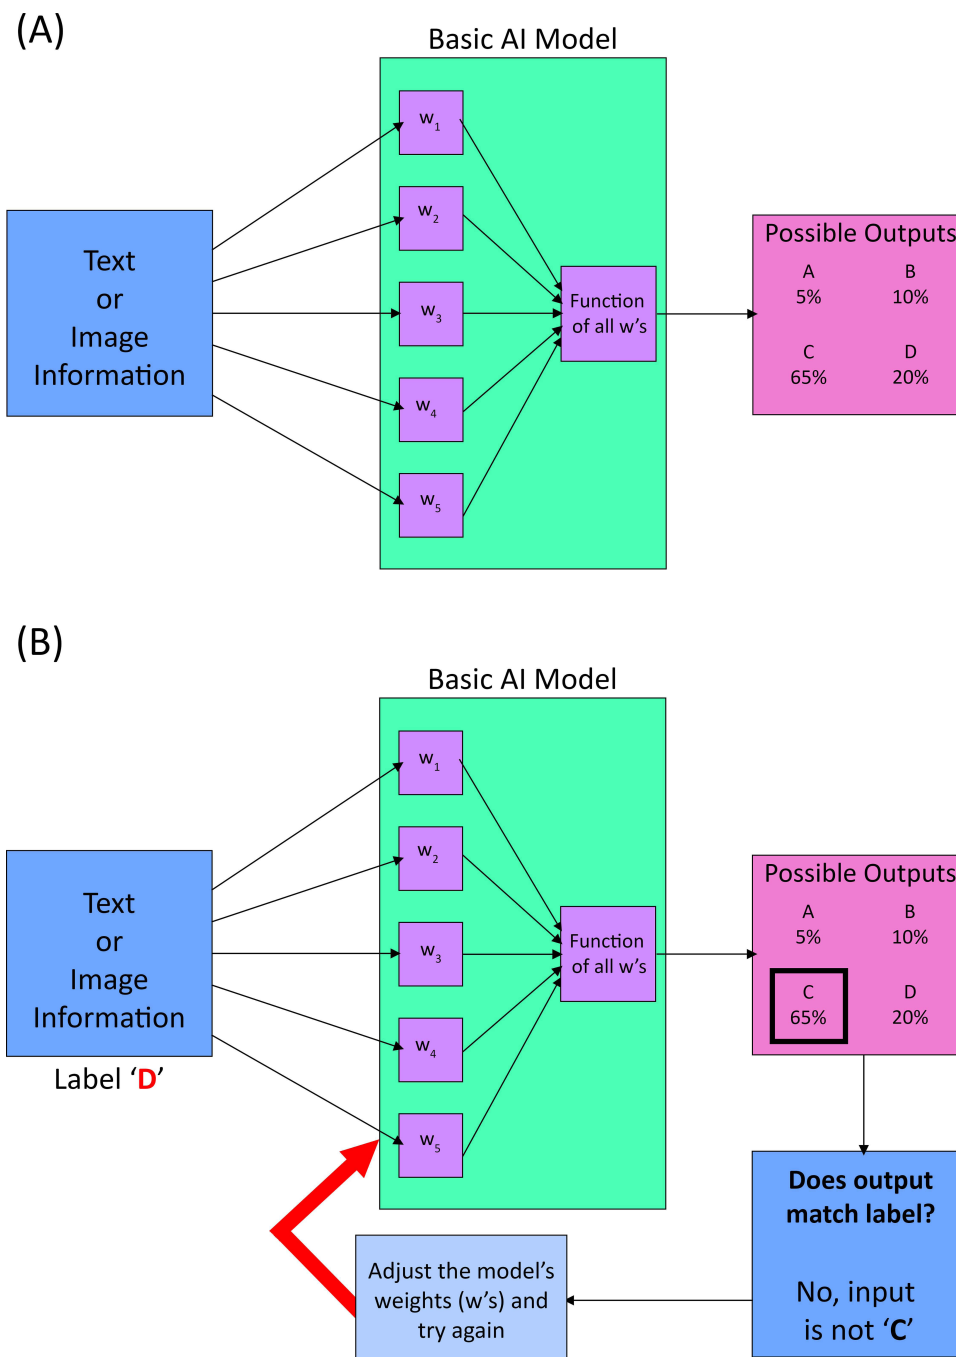 (A)
Basic AI Model
Text
or
Image
Information
w1
w2
w3
w4
w5
Function
of all w's
Possible Outputs
A B
5% 10%
C D
65% 20%
(B)
Basic AI Model
Text
or
Image
Information
Label ‘D’
w1
w2
w3
w4
w5
Function
of all w's
Possible Outputs
A B
5% 10%
C D
65% 20%
Does output
match label?
No, input
is not ‘C’
Adjust the model's
weights (w's) and
try again